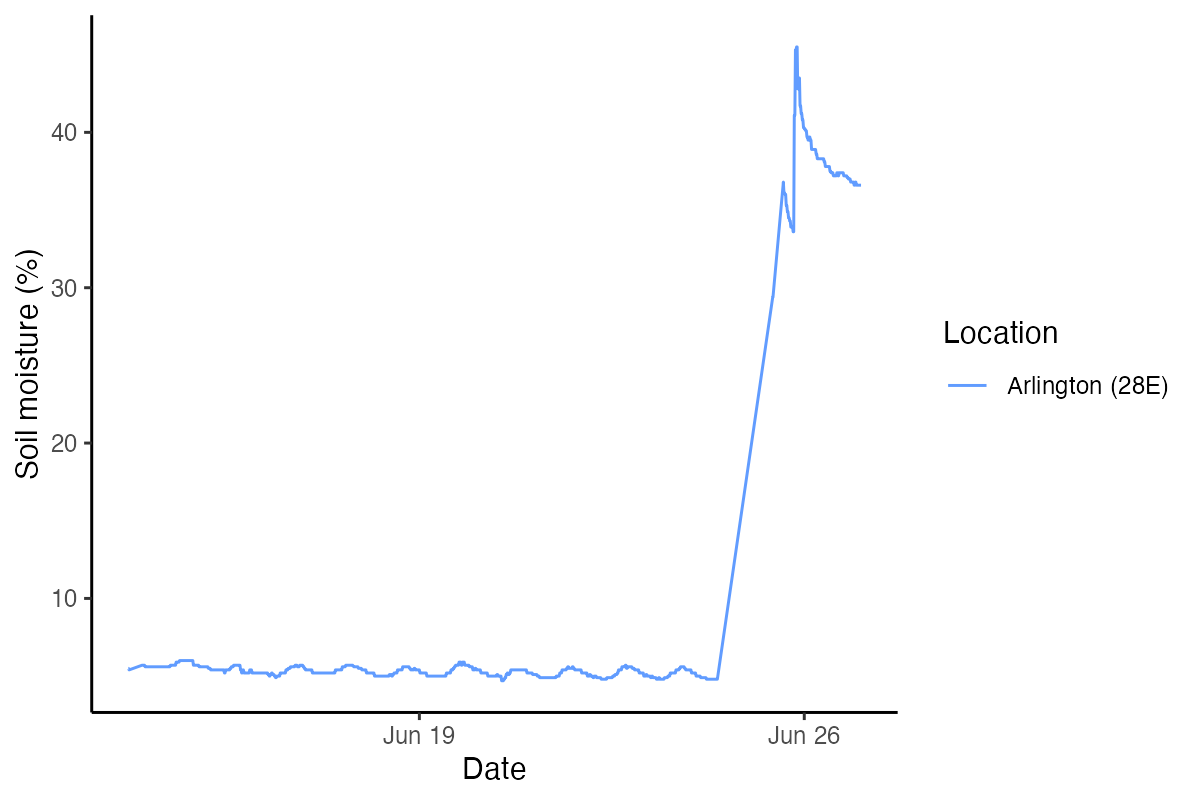 Soil moisture (%)
40
30
20
10
Jun 19
Jun 26
Date
Location
Arlington (28E)